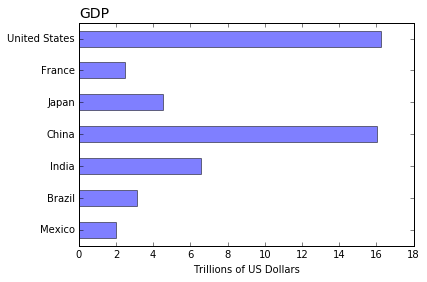 GDP
United States
France
Japan
China
India
Brazil
Mexico
0 2 4 6 8 10 12 14 16 18
Trillions of US Dollars